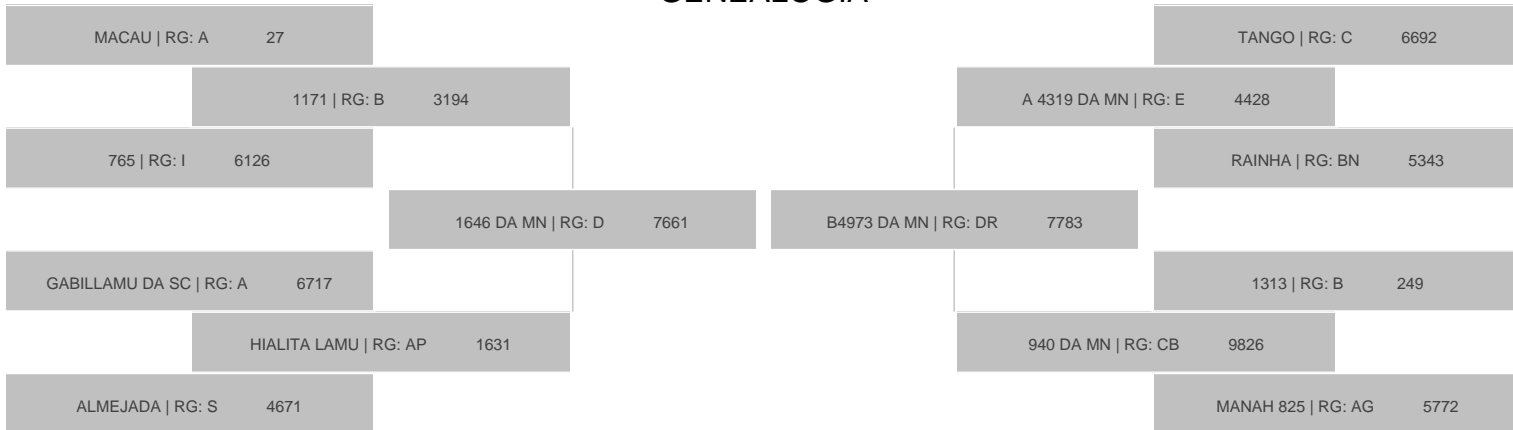 GENEALOGIA
MACAU | RG: A 27
TANGO | RG: C 6692
1171 | RG: B 3194
A 4319 DA MN | RG: E 4428
765 | RG: I 6126
RAINHA | RG: BN 5343
1646 DA MN | RG: D 7661
B4973 DA MN | RG: DR 7783
GABILLAMU DA SC | RG: A 6717
1313 | RG: B 249
HIALITA LAMU | RG: AP 1631
940 DA MN | RG: CB 9826
ALMEJADA | RG: S 4671
MANAH 825 | RG: AG 5772